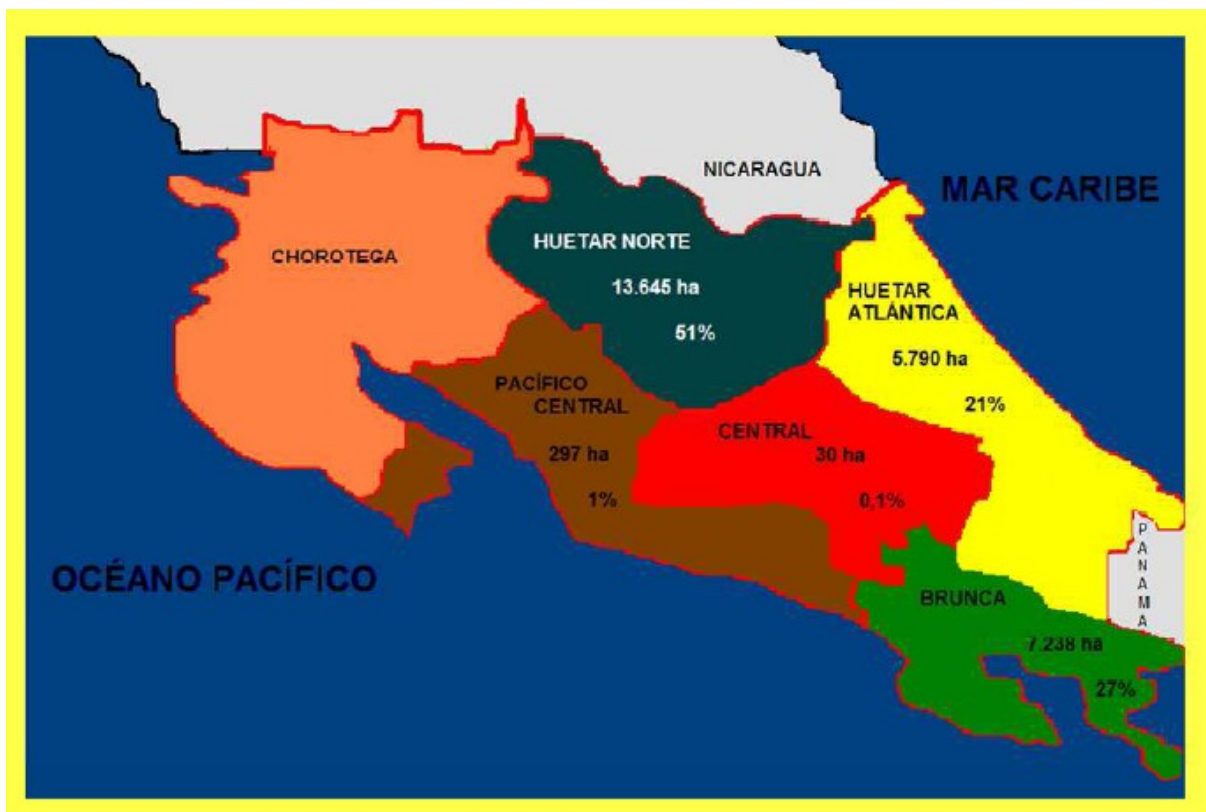 NICARAGUA
MAR CARIBE
CHOROTEGA
HUETAR NORTE
13.645 ha
51%
HUETAR
ATLÁNTICA
5.790 ha
21%
PACÍFICO
CENTRAL
297 ha
1%
CENTRAL
30 ha
0,1%
OCÉANO PACÍFICO
PANAMA
BRUNCA
7.238 ha
27%